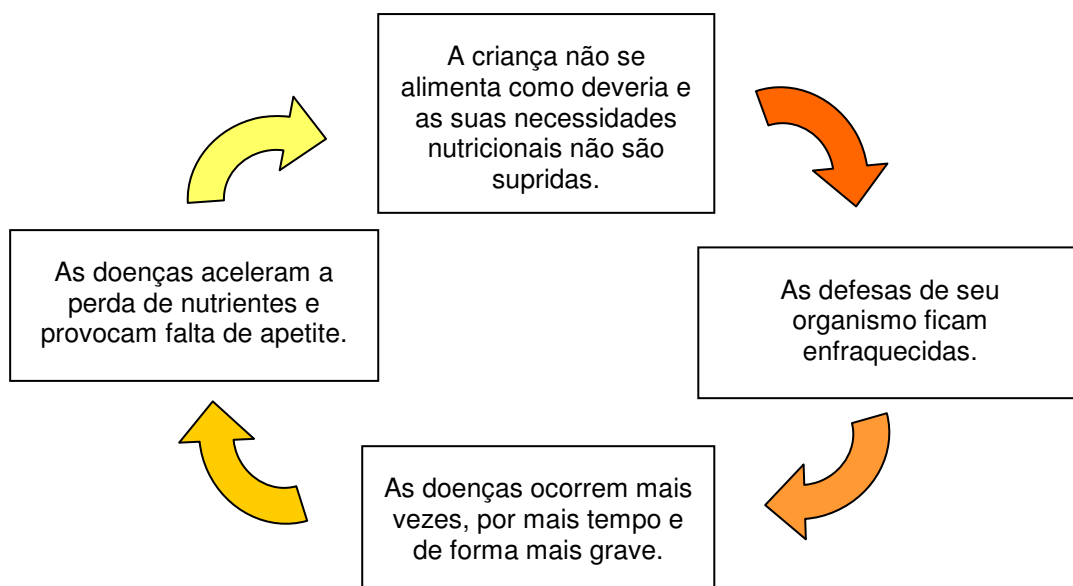 A criança não se
alimenta como deveria e
as suas necessidades
nutricionais não são
supridas.
As defesas de seu
organismo ficam
enfraquecidas.
As doenças ocorrem mais
vezes, por mais tempo e
de forma mais grave.
As doenças aceleram a
perda de nutrientes e
provocam falta de apetite.